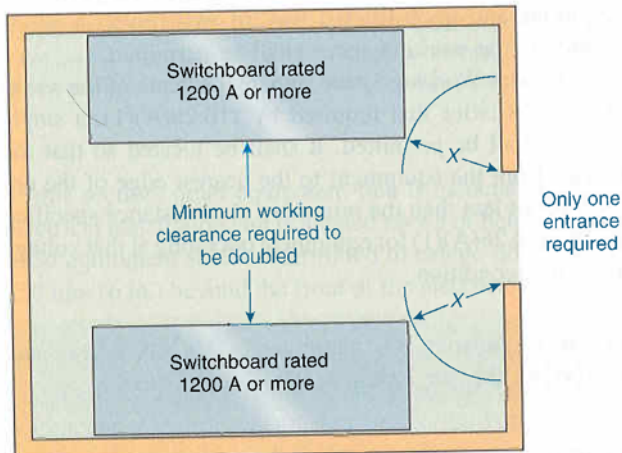 Switchboard rated
1200 A or more
X
Minimum working
clearance required to
be doubled
Only one
entrance
required
X
Switchboard rated
1200 A or more